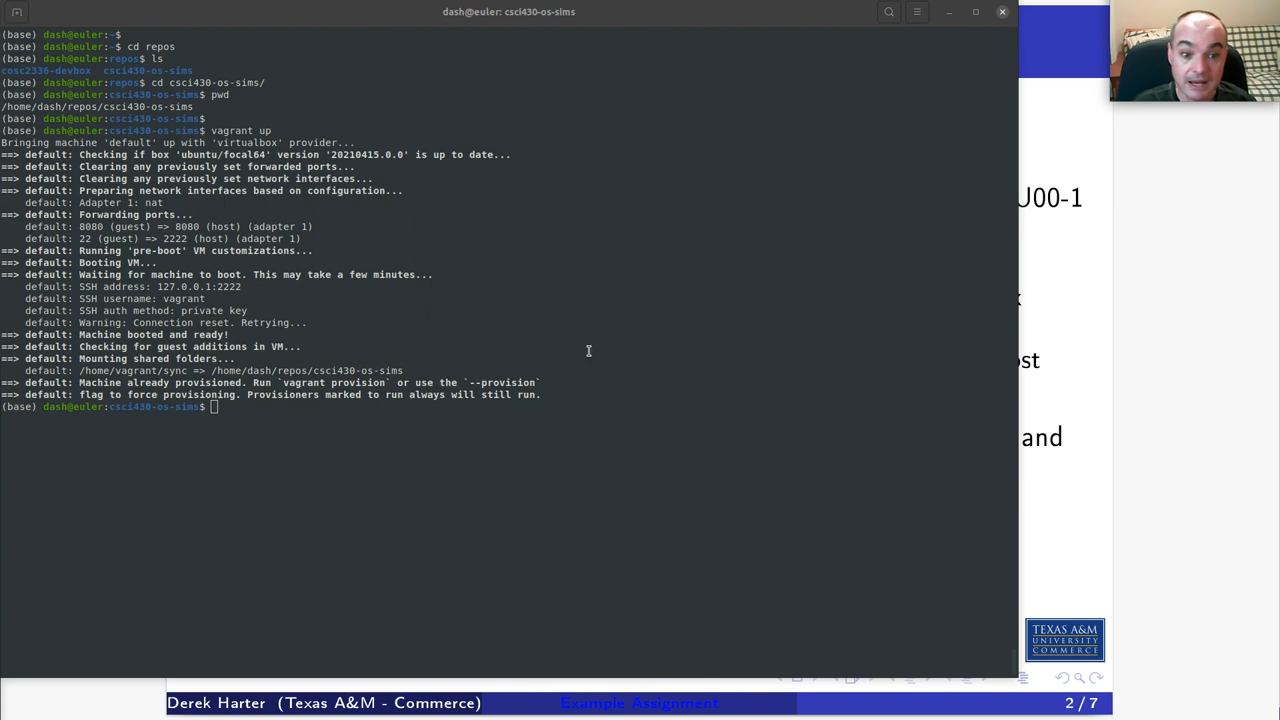 dash@euler: csci430-os-sims
(base) dash@euler:~$
(base) dash@euler:~$ cd repos
(base) dash@euler:repos$ ls
cosc2336-devbox  csci430-os-sims
(base) dash@euler:repos$ cd csci430-os-sims/
(base) dash@euler:csci430-os-sims$ pwd
/home/dash/repos/csci430-os-sims
(base) dash@euler:csci430-os-sims$
(base) dash@euler:csci430-os-sims$ vagrant up
Bringing machine 'default' up with 'virtualbox' provider...
==> default: Checking if box 'ubuntu/focal64' version '20210415.0.0' is up to date...
==> default: Clearing any previously set forwarded ports...
==> default: Clearing any previously set network interfaces...
==> default: Preparing network interfaces based on configuration...
    default: Adapter 1: nat
==> default: Forwarding ports...
    default: 8080 (guest) => 8080 (host) (adapter 1)
    default: 22 (guest) => 2222 (host) (adapter 1)
==> default: Running 'pre-boot' VM customizations...
==> default: Booting VM...
==> default: Waiting for machine to boot. This may take a few minutes...
    default: SSH address: 127.0.0.1:2222
    default: SSH username: vagrant
    default: SSH auth method: private key
    default: Warning: Connection reset. Retrying...
==> default: Machine booted and ready!
==> default: Checking for guest additions in VM...
==> default: Mounting shared folders...
    default: /home/vagrant/sync => /home/dash/repos/csci430-os-sims
==> default: Machine already provisioned. Run `vagrant provision` or use the `--provision`
==> default: flag to force provisioning. Provisioners marked to run always will still run.
(base) dash@euler:csci430-os-sims$
U00-1
ost
and
TEXAS A&M
UNIVERSITY
COMMERCE
Derek Harter (Texas A&M - Commerce)
Example Assignment
2 / 7